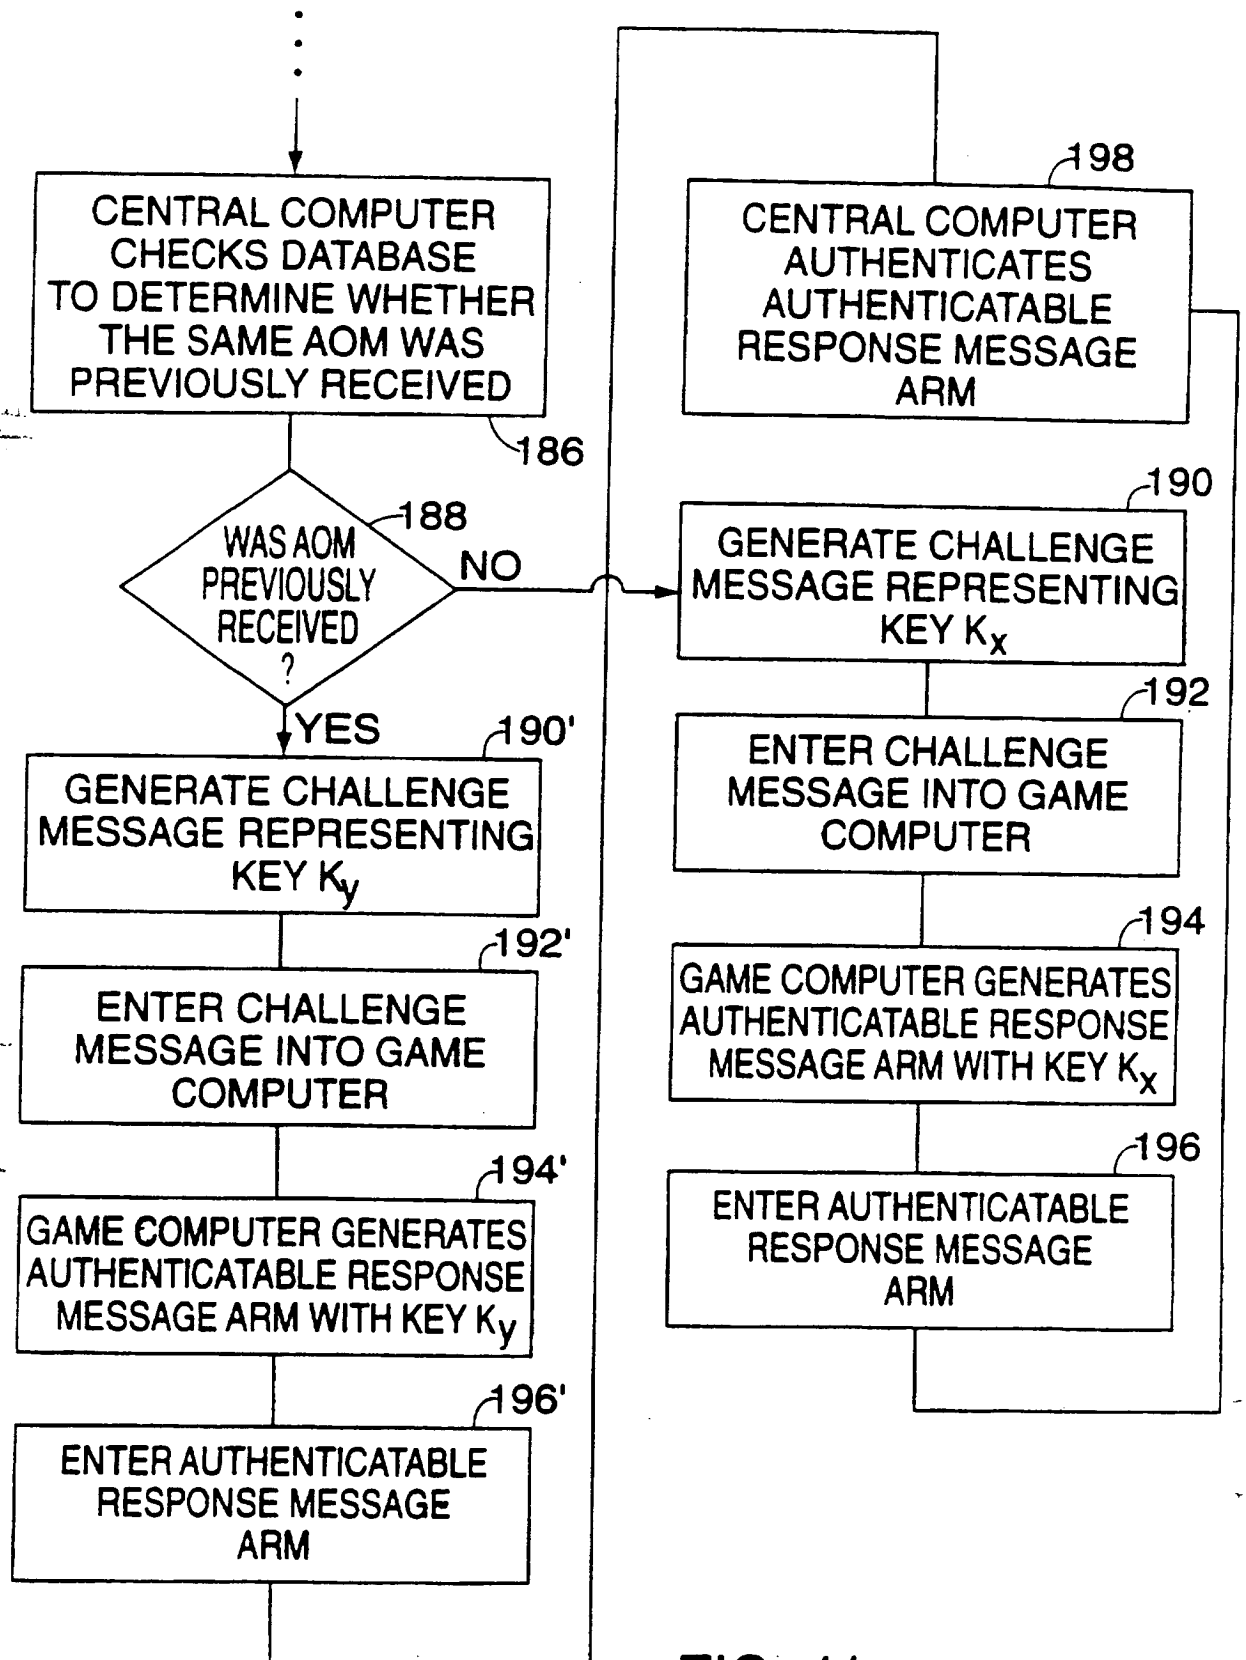 CENTRAL COMPUTER
CHECKS DATABASE
TO DETERMINE WHETHER
THE SAME AOM WAS
PREVIOUSLY RECEIVED
186
188
WAS AOM
PREVIOUSLY
RECEIVED
?
NO
YES
190'
GENERATE CHALLENGE
MESSAGE REPRESENTING
KEY Ky
192'
ENTER CHALLENGE
MESSAGE INTO GAME
COMPUTER
194'
GAME COMPUTER GENERATES
AUTHENTICATABLE RESPONSE
MESSAGE ARM WITH KEY Ky
196'
ENTER AUTHENTICATABLE
RESPONSE MESSAGE
ARM
198
CENTRAL COMPUTER
AUTHENTICATES
AUTHENTICATABLE
RESPONSE MESSAGE
ARM
190
GENERATE CHALLENGE
MESSAGE REPRESENTING
KEY Kx
192
ENTER CHALLENGE
MESSAGE INTO GAME
COMPUTER
194
GAME COMPUTER GENERATES
AUTHENTICATABLE RESPONSE
MESSAGE ARM WITH KEY Kx
196
ENTER AUTHENTICATABLE
RESPONSE MESSAGE
ARM